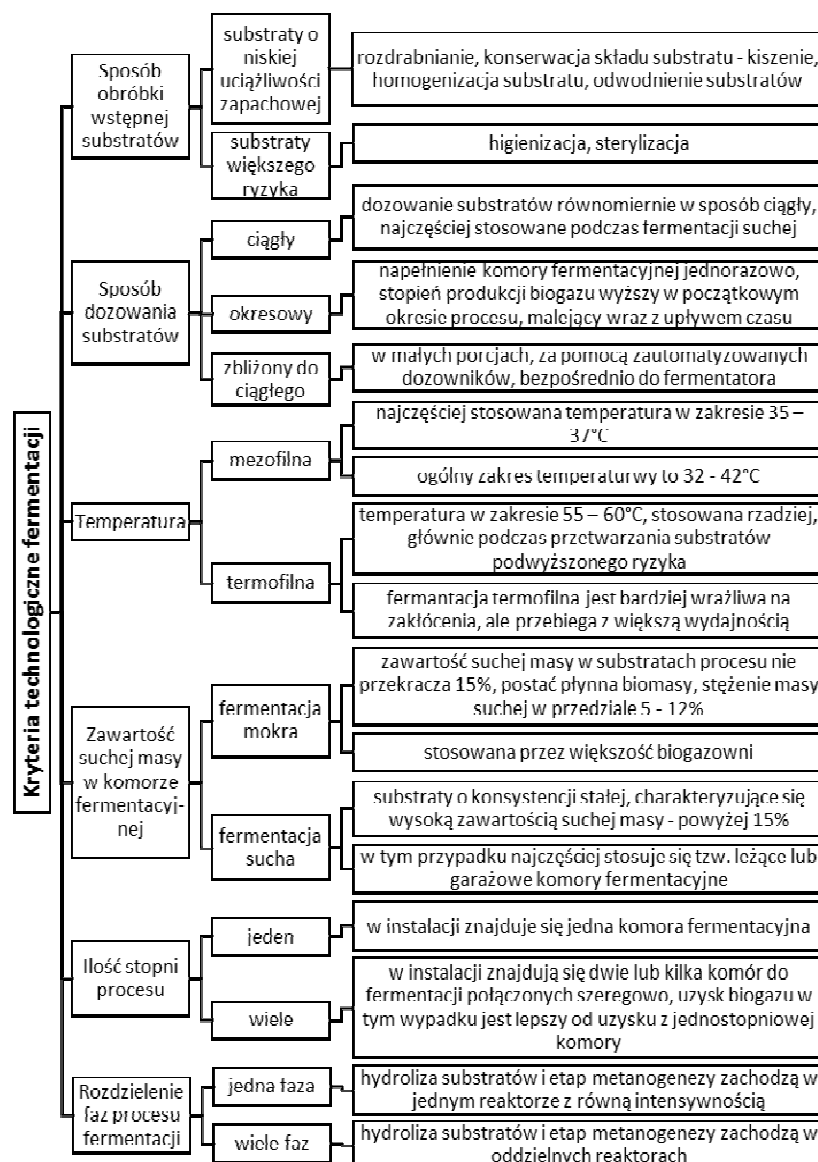 Kryteria technologiczne fermentacji
Sposób
obróbki
wstępnej
substratów
substraty o
niskiej
uciążliwości
zapachowej
rozdrabnianie, konserwacja składu substratu - kiszenie,
homogenizacja substratu, odwodnienie substratów
substraty
większego
ryzyka
higienizacja, sterylizacja
Sposób
dozowania
substratów
ciągły
dozowanie substratów równomiernie w sposób ciągły,
najczęściej stosowane podczas fermentacji suchej
okresowy
napełnienie komory fermentacyjnej jednorazowo,
stopień produkcji biogazu wyższy w początkowym
okresie procesu, malejący wraz z upływem czasu
zbliżony do
ciągłego
w małych porcjach, za pomocą zautomatyzowanych
dozowników, bezpośrednio do fermentatora
Temperatura
mezofilna
najczęściej stosowana temperatura w zakresie 35 –
37°C
ogólny zakres temperaturwy to 32 - 42°C
termofilna
temperatura w zakresie 55 – 60°C, stosowana rzadziej,
głównie podczas przetwarzania substratów
podwyższonego ryzyka
fermantacja termofilna jest bardziej wrażliwa na
zakłócenia, ale przebiega z większą wydajnością
Zawartość
suchej masy
w komorze
fermentacyj-
nej
fermentacja
mokra
zawartość suchej masy w substratach procesu nie
przekracza 15%, postać płynna biomasy, stężenie masy
suchej w przedziale 5 - 12%
stosowana przez większość biogazowni
fermentacja
sucha
substraty o konsystencji stałej, charakteryzujące się
wysoką zawartością suchej masy - powyżej 15%
w tym przypadku najczęściej stosuje się tzw. leżące lub
garażowe komory fermentacyjne
Ilość stopni
procesu
jeden
w instalacji znajduje się jedna komora fermentacyjna
wiele
w instalacji znajdują się dwie lub kilka komór do
fermentacji połączonych szeregowo, uzysk biogazu w
tym wypadku jest lepszy od uzysku z jednostopniowej
komory
Rozdzielenie
faz procesu
fermentacji
jedna faza
hydroliza substratów i etap metanogenezy zachodzą w
jednym reaktorze z równą intensywnością
wiele faz
hydroliza substratów i etap metanogenezy zachodzą w
oddzielnych reaktorach